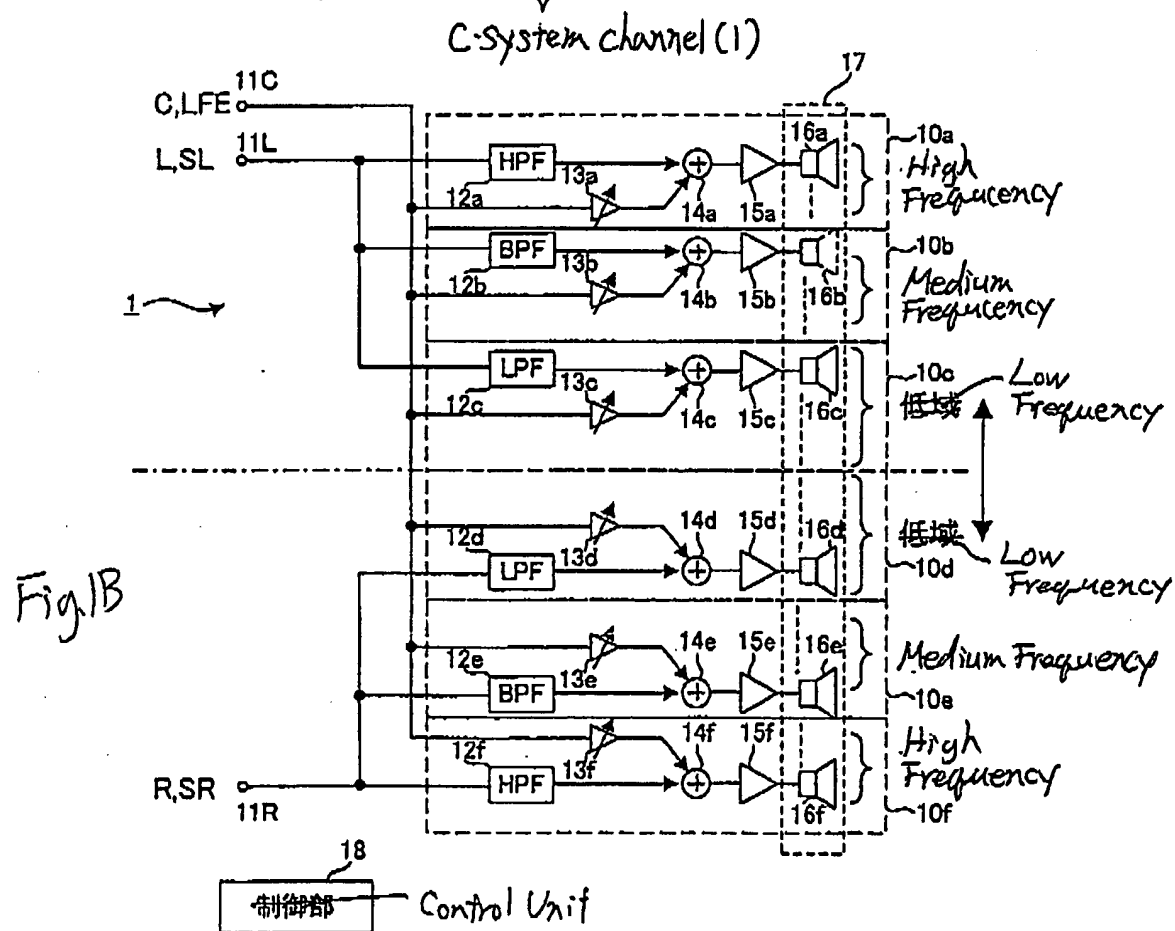 C-system channel (1)
17
11C
C,LFE
11L
L,SL
10a
16a
HPF
High
Frequcency
13a
12a
14a
15a
10b
BPF
13b
Medium
Frequcency
12b
14b
15b
16b
1
10c
LPF
13c
低域
Low
Frequency
12c
14c
15c
16c
12d
14d
15d
16d
低域
13d
LPF
Low
Frequency
10d
Fig.1B
12e
14e
15e
16e
Medium Frequency
13e
BPF
10e
12f
14f
15f
High
Frequency
13f
HPF
R,SR
11R
16f
10f
18
制御部
Control Unit